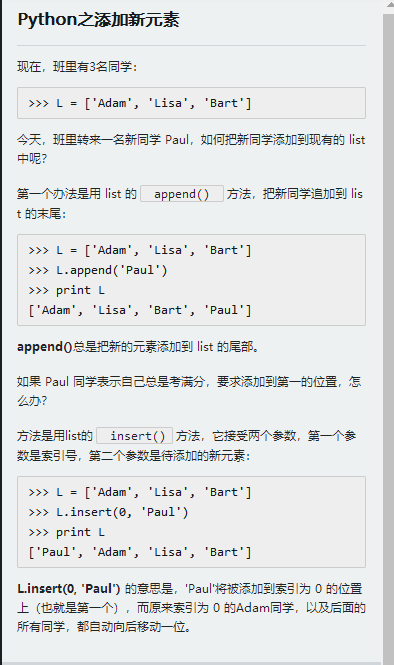 Python之添加新元素
现在，班里有3名同学：
>>> L = ['Adam', 'Lisa', 'Bart']
今天，班里转来一名新同学 Paul，如何把新同学添加到现有的 list
中呢？
第一个办法是用 list 的 append() 方法，把新同学追加到 lis
t 的末尾：
>>> L = ['Adam', 'Lisa', 'Bart']
>>> L.append('Paul')
>>> print L
['Adam', 'Lisa', 'Bart', 'Paul']
append()总是把新的元素添加到 list 的尾部。
如果 Paul 同学表示自己总是考满分，要求添加到第一的位置，怎
么办？
方法是用list的 insert() 方法，它接受两个参数，第一个参
数是索引号，第二个参数是待添加的新元素：
>>> L = ['Adam', 'Lisa', 'Bart']
>>> L.insert(0, 'Paul')
>>> print L
['Paul', 'Adam', 'Lisa', 'Bart']
L.insert(0, 'Paul') 的意思是，'Paul'将被添加到索引为 0 的位置
上（也就是第一个），而原来索引为 0 的Adam同学，以及后面的
所有同学，都自动向后移动一位。